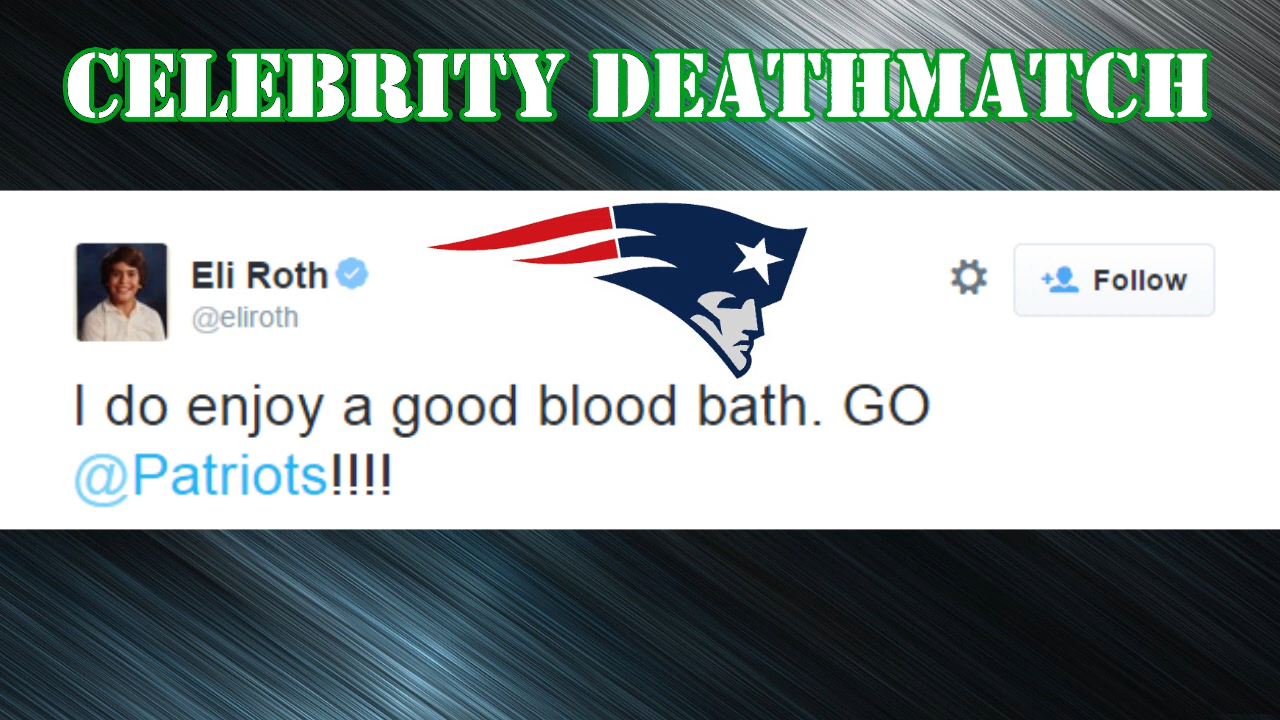 CELEBRITY DEATHMATCH
Eli Roth
@eliroth
Follow
I do enjoy a good blood bath. GO
@Patriots!!!!